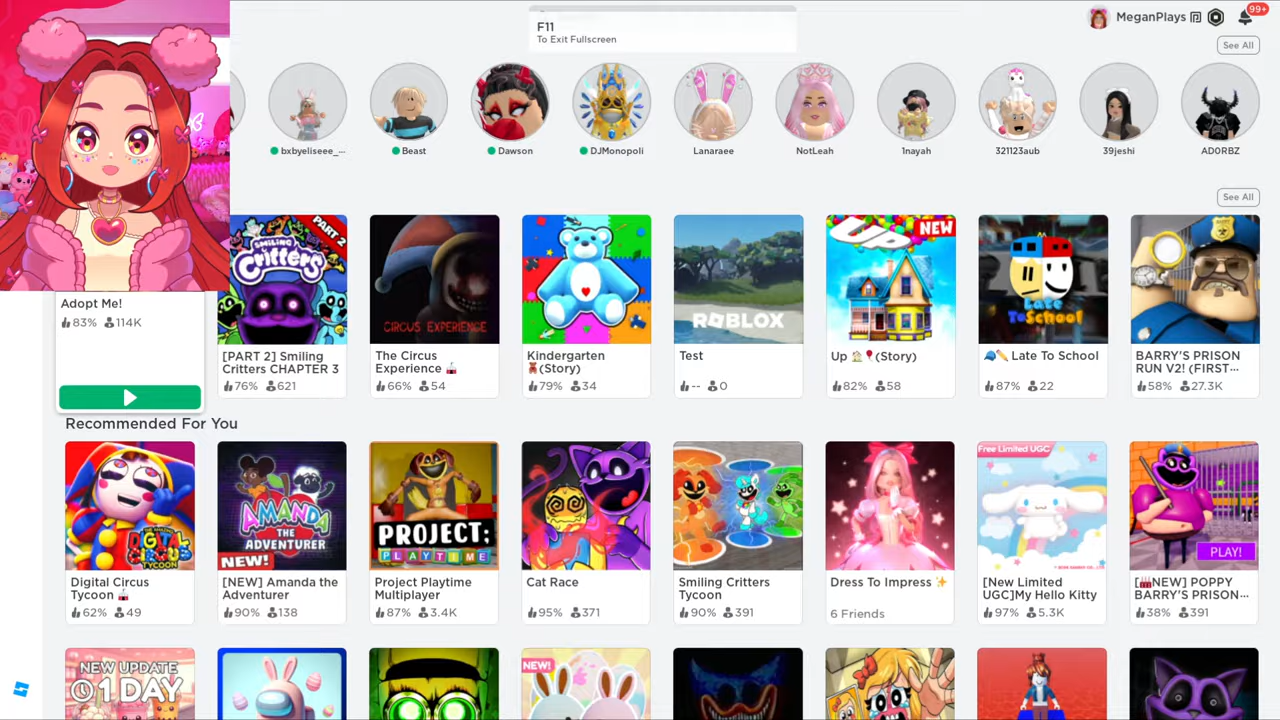 F11
To Exit Fullscreen
MeganPlays
99+
See All
bxbyeliseee_...
Beast
Dawson
DJMonopoli
Lanaraee
NotLeah
1nayah
321123aub
39jeshi
AD0RBZ
See All
PART 2
SMILING
CRITTERS
CIRCUS EXPERIENCE
ROBLOX
UP
NEW
Late
To School
Adopt Me!
83% 114K
[PART 2] Smiling
Critters CHAPTER 3
76% 621
The Circus
Experience 🎪
66% 54
Kindergarten
🧸(Story)
79% 34
Test
-- 0
Up 🏠🎈(Story)
82% 58
🧢✏️ Late To School
87% 22
BARRY'S PRISON
RUN V2! (FIRST...
58% 27.3K
Recommended For You
THE AMAZING
DIGITAL
CIRCUS
TYCOON
AMANDA
THE
ADVENTURER
NEW!
PROJECT:
PLAYTIME
Free Limited UGC
PLAY!
Digital Circus
Tycoon 🎪
62% 49
[NEW] Amanda the
Adventurer
90% 138
Project Playtime
Multiplayer
87% 3.4K
Cat Race
95% 371
Smiling Critters
Tycoon
90% 391
Dress To Impress ✨
6 Friends
[New Limited
UGC]My Hello Kitty
97% 5.3K
[🏭NEW] POPPY
BARRY'S PRISON...
38% 391
NEW UPDATE
1 DAY
NEW!